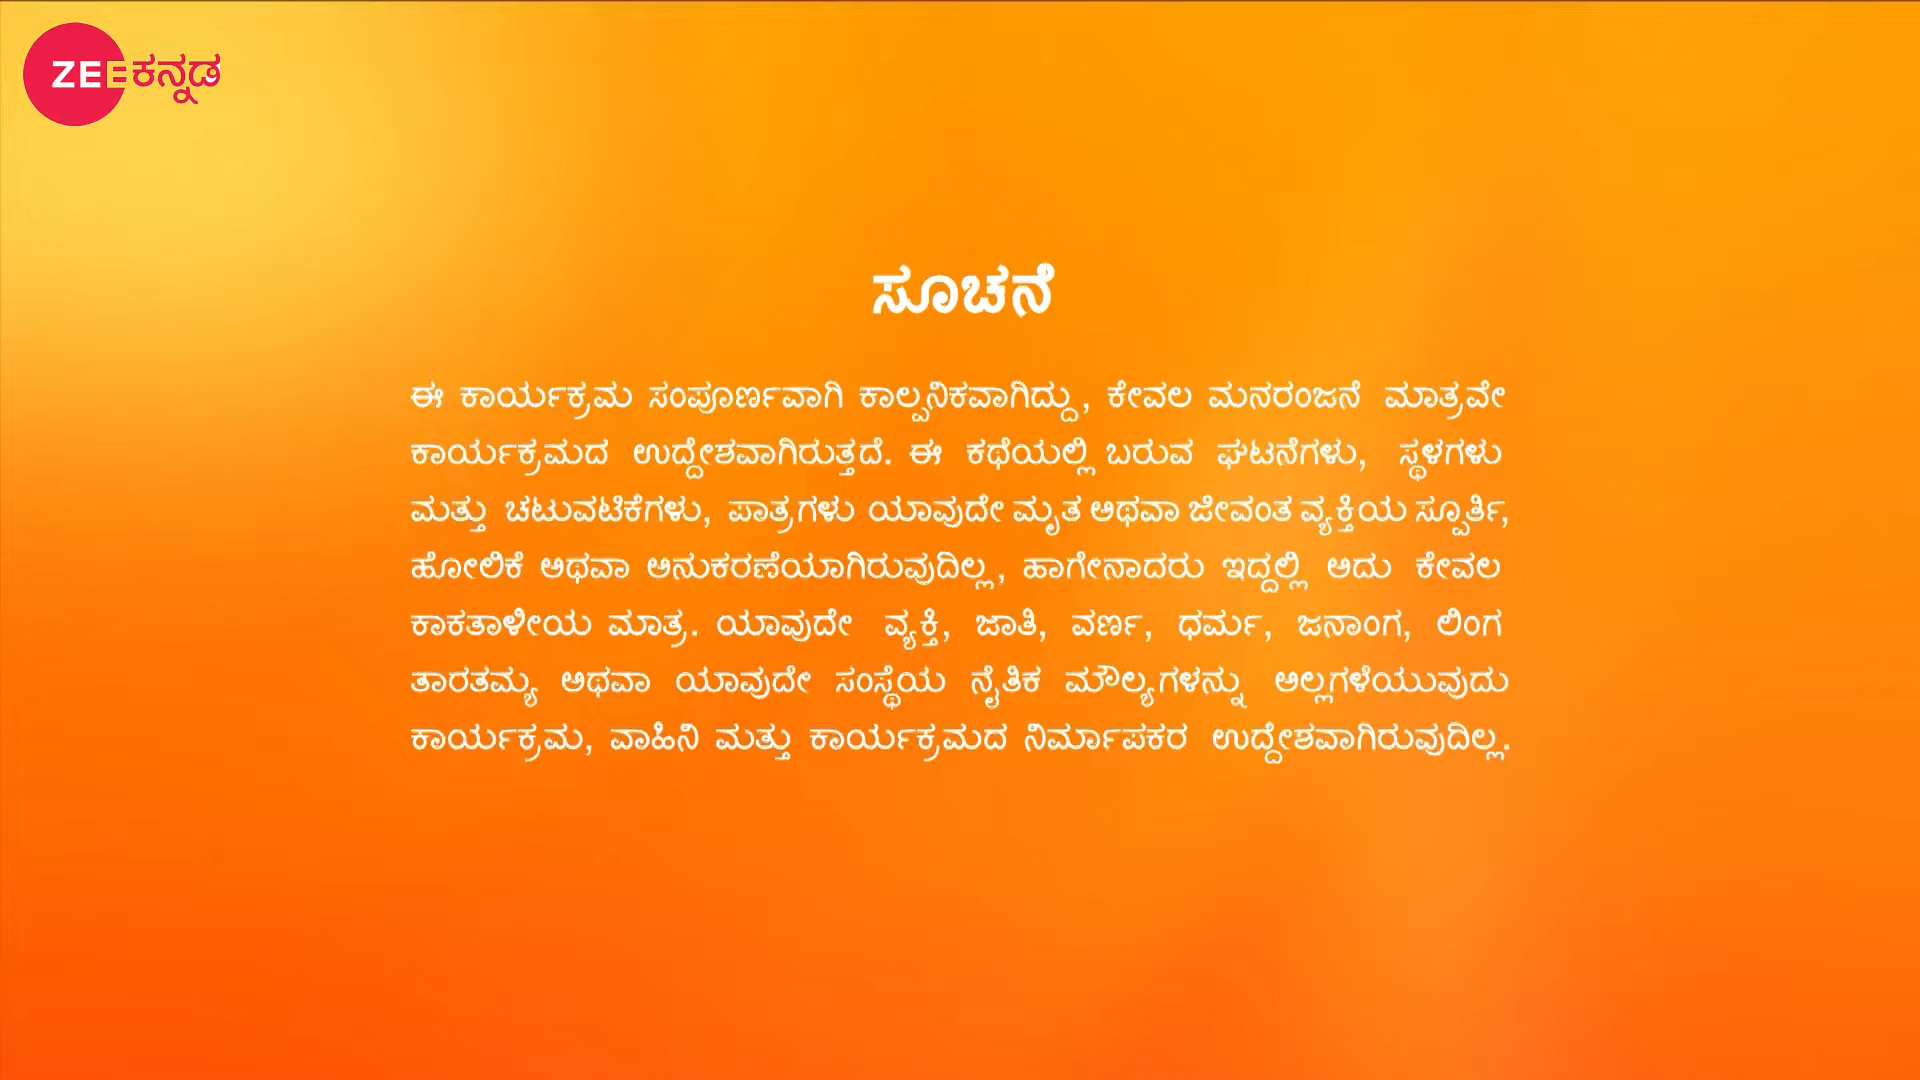 ZEEಕನ್ನಡ
ಸೂಚನೆ
ಈ ಕಾರ್ಯಕ್ರಮ ಸಂಪೂರ್ಣವಾಗಿ ಕಾಲ್ಪನಿಕವಾಗಿದ್ದು, ಕೇವಲ ಮನರಂಜನೆ ಮಾತ್ರವೇ
ಕಾರ್ಯಕ್ರಮದ ಉದ್ದೇಶವಾಗಿರುತ್ತದೆ. ಈ ಕಥೆಯಲ್ಲಿ ಬರುವ ಘಟನೆಗಳು, ಸ್ಥಳಗಳು
ಮತ್ತು ಚಟುವಟಿಕೆಗಳು, ಪಾತ್ರಗಳು ಯಾವುದೇ ಮೃತ ಅಥವಾ ಜೀವಂತ ವ್ಯಕ್ತಿಯ ಸ್ಪೂರ್ತಿ,
ಹೋಲಿಕೆ ಅಥವಾ ಅನುಕರಣೆಯಾಗಿರುವುದಿಲ್ಲ, ಹಾಗೇನಾದರು ಇದ್ದಲ್ಲಿ ಅದು ಕೇವಲ
ಕಾಕತಾಳೀಯ ಮಾತ್ರ. ಯಾವುದೇ ವ್ಯಕ್ತಿ, ಜಾತಿ, ವರ್ಣ, ಧರ್ಮ, ಜನಾಂಗ, ಲಿಂಗ
ತಾರತಮ್ಯ ಅಥವಾ ಯಾವುದೇ ಸಂಸ್ಥೆಯ ನೈತಿಕ ಮೌಲ್ಯಗಳನ್ನು ಅಲ್ಲಗಳೆಯುವುದು
ಕಾರ್ಯಕ್ರಮ, ವಾಹಿನಿ ಮತ್ತು ಕಾರ್ಯಕ್ರಮದ ನಿರ್ಮಾಪಕರ ಉದ್ದೇಶವಾಗಿರುವುದಿಲ್ಲ.